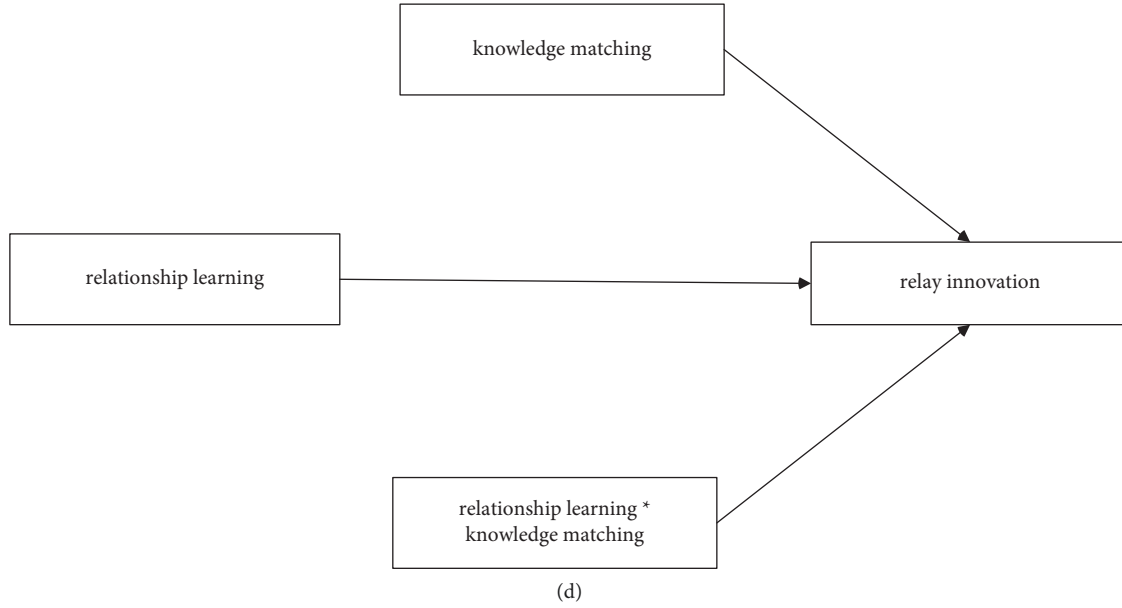 knowledge matching
relationship learning
relay innovation
relationship learning *
knowledge matching
(d)